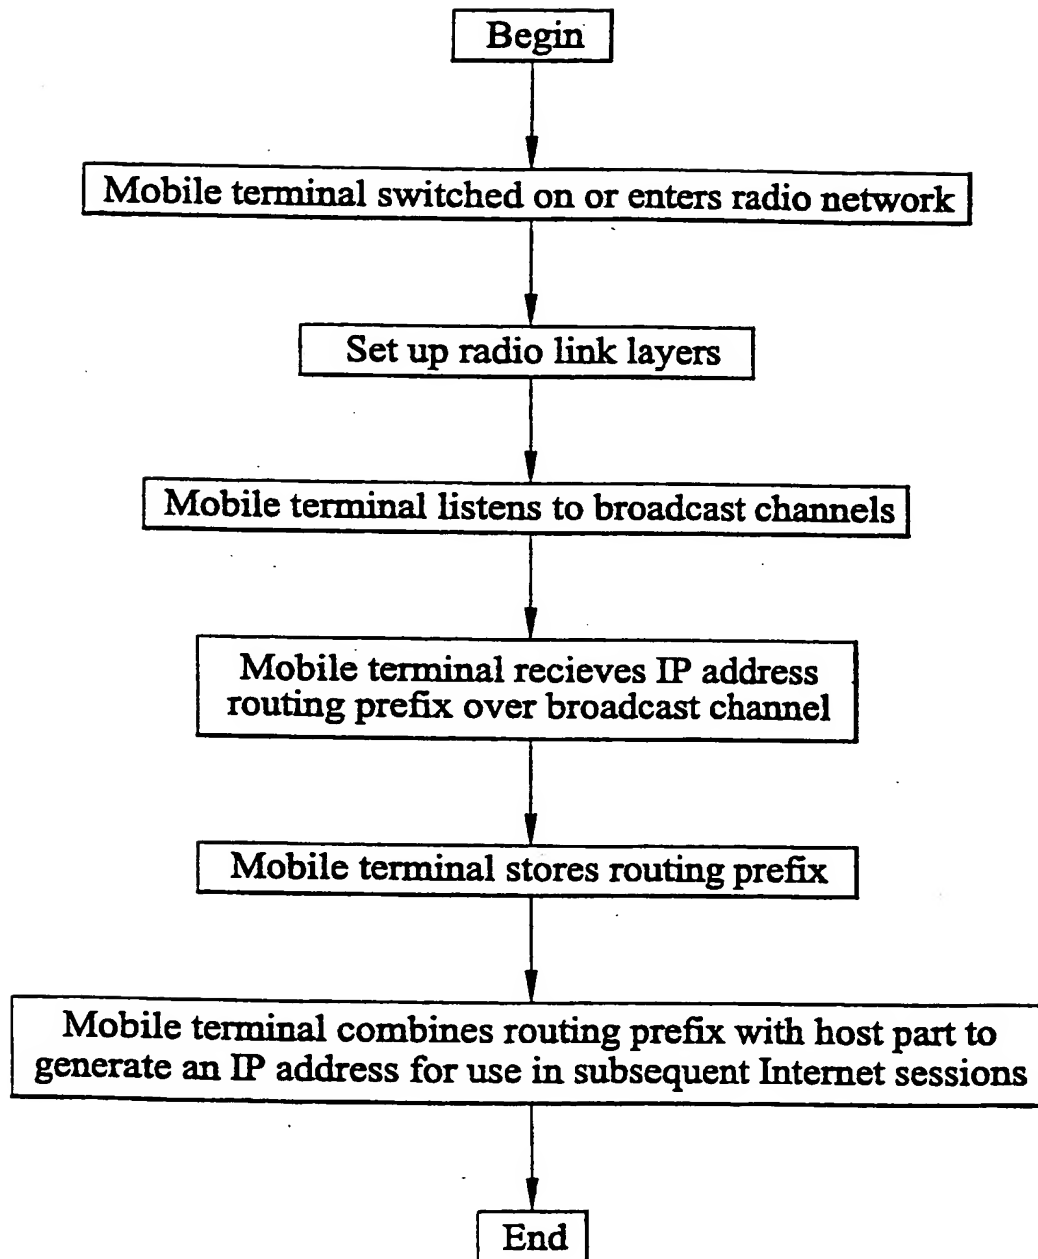 Begin
Mobile terminal switched on or enters radio network
Set up radio link layers
Mobile terminal listens to broadcast channels
Mobile terminal recieves IP address
routing prefix over broadcast channel
Mobile terminal stores routing prefix
Mobile terminal combines routing prefix with host part to
generate an IP address for use in subsequent Internet sessions
End